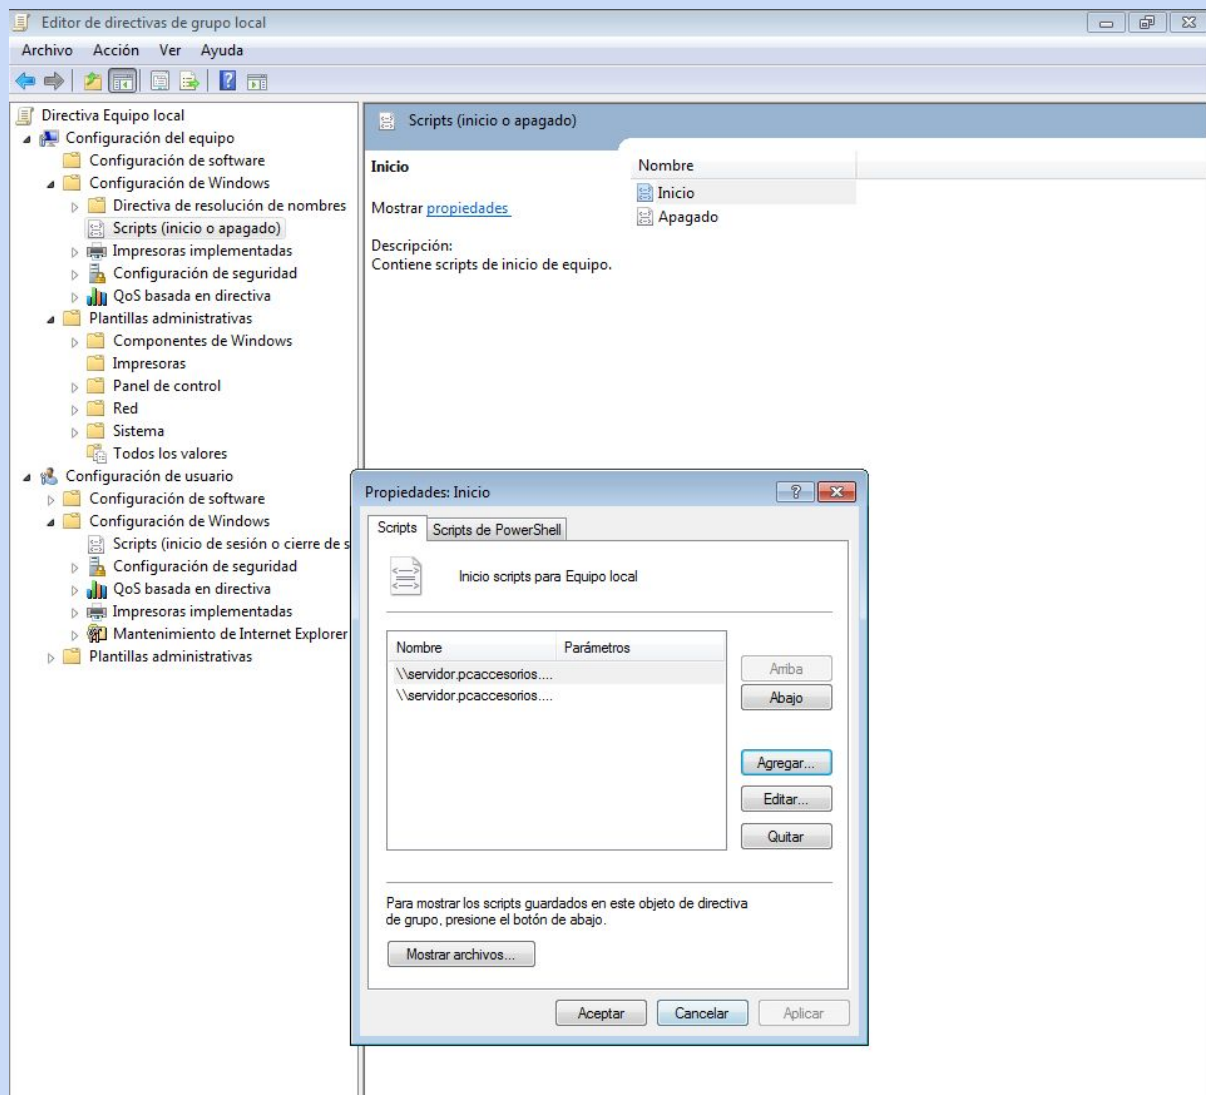 Editor de directivas de grupo local
Archivo Acción Ver Ayuda
Directiva Equipo local
Configuración del equipo
Configuración de software
Configuración de Windows
Directiva de resolución de nombres
Scripts (inicio o apagado)
Impresoras implementadas
Configuración de seguridad
QoS basada en directiva
Plantillas administrativas
Componentes de Windows
Impresoras
Panel de control
Red
Sistema
Todos los valores
Configuración de usuario
Configuración de software
Configuración de Windows
Scripts (inicio de sesión o cierre de s
Configuración de seguridad
QoS basada en directiva
Impresoras implementadas
Mantenimiento de Internet Explorer
Plantillas administrativas
Scripts (inicio o apagado)
Inicio
Mostrar propiedades
Descripción:
Contiene scripts de inicio de equipo.
Nombre
Inicio
Apagado
Propiedades: Inicio
Scripts Scripts de PowerShell
Inicio scripts para Equipo local
Nombre Parámetros
\\servidor.pcaccesorios....
\\servidor.pcaccesorios....
Arriba
Abajo
Agregar...
Editar...
Quitar
Para mostrar los scripts guardados en este objeto de directiva
de grupo, presione el botón de abajo.
Mostrar archivos...
Aceptar Cancelar Aplicar